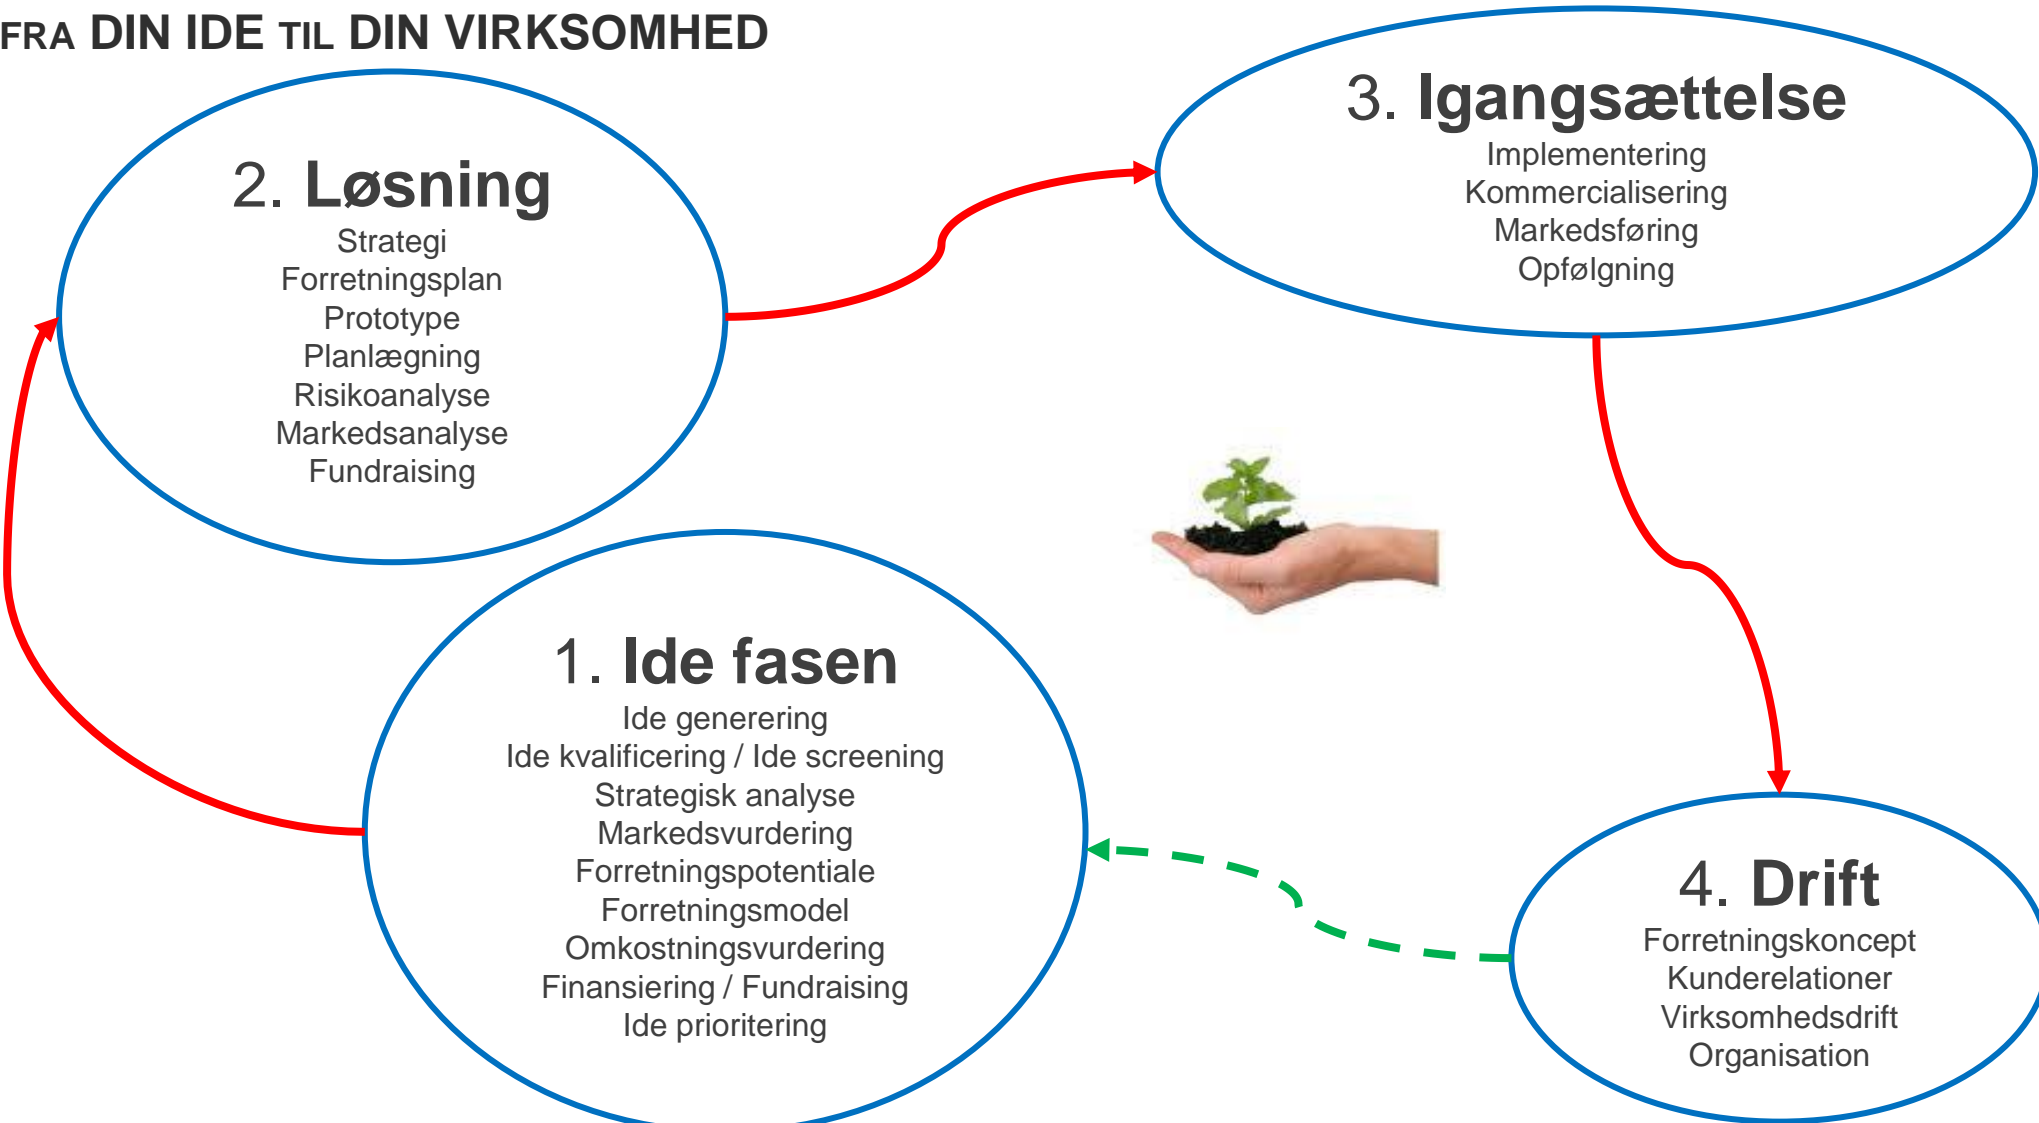 FRA DIN IDE TIL DIN VIRKSOMHED
2. Løsning
Strategi
Forretningsplan
Prototype
Planlægning
Risikoanalyse
Markedsanalyse
Fundraising
3. Igangsættelse
Implementering
Kommercialisering
Markedsføring
Opfølgning
1. Ide fasen
Ide generering
Ide kvalificering / Ide screening
Strategisk analyse
Markedsvurdering
Forretningspotentiale
Forretningsmodel
Omkostningsvurdering
Finansiering / Fundraising
Ide prioritering
4. Drift
Forretningskoncept
Kunderelationer
Virksomhedsdrift
Organisation